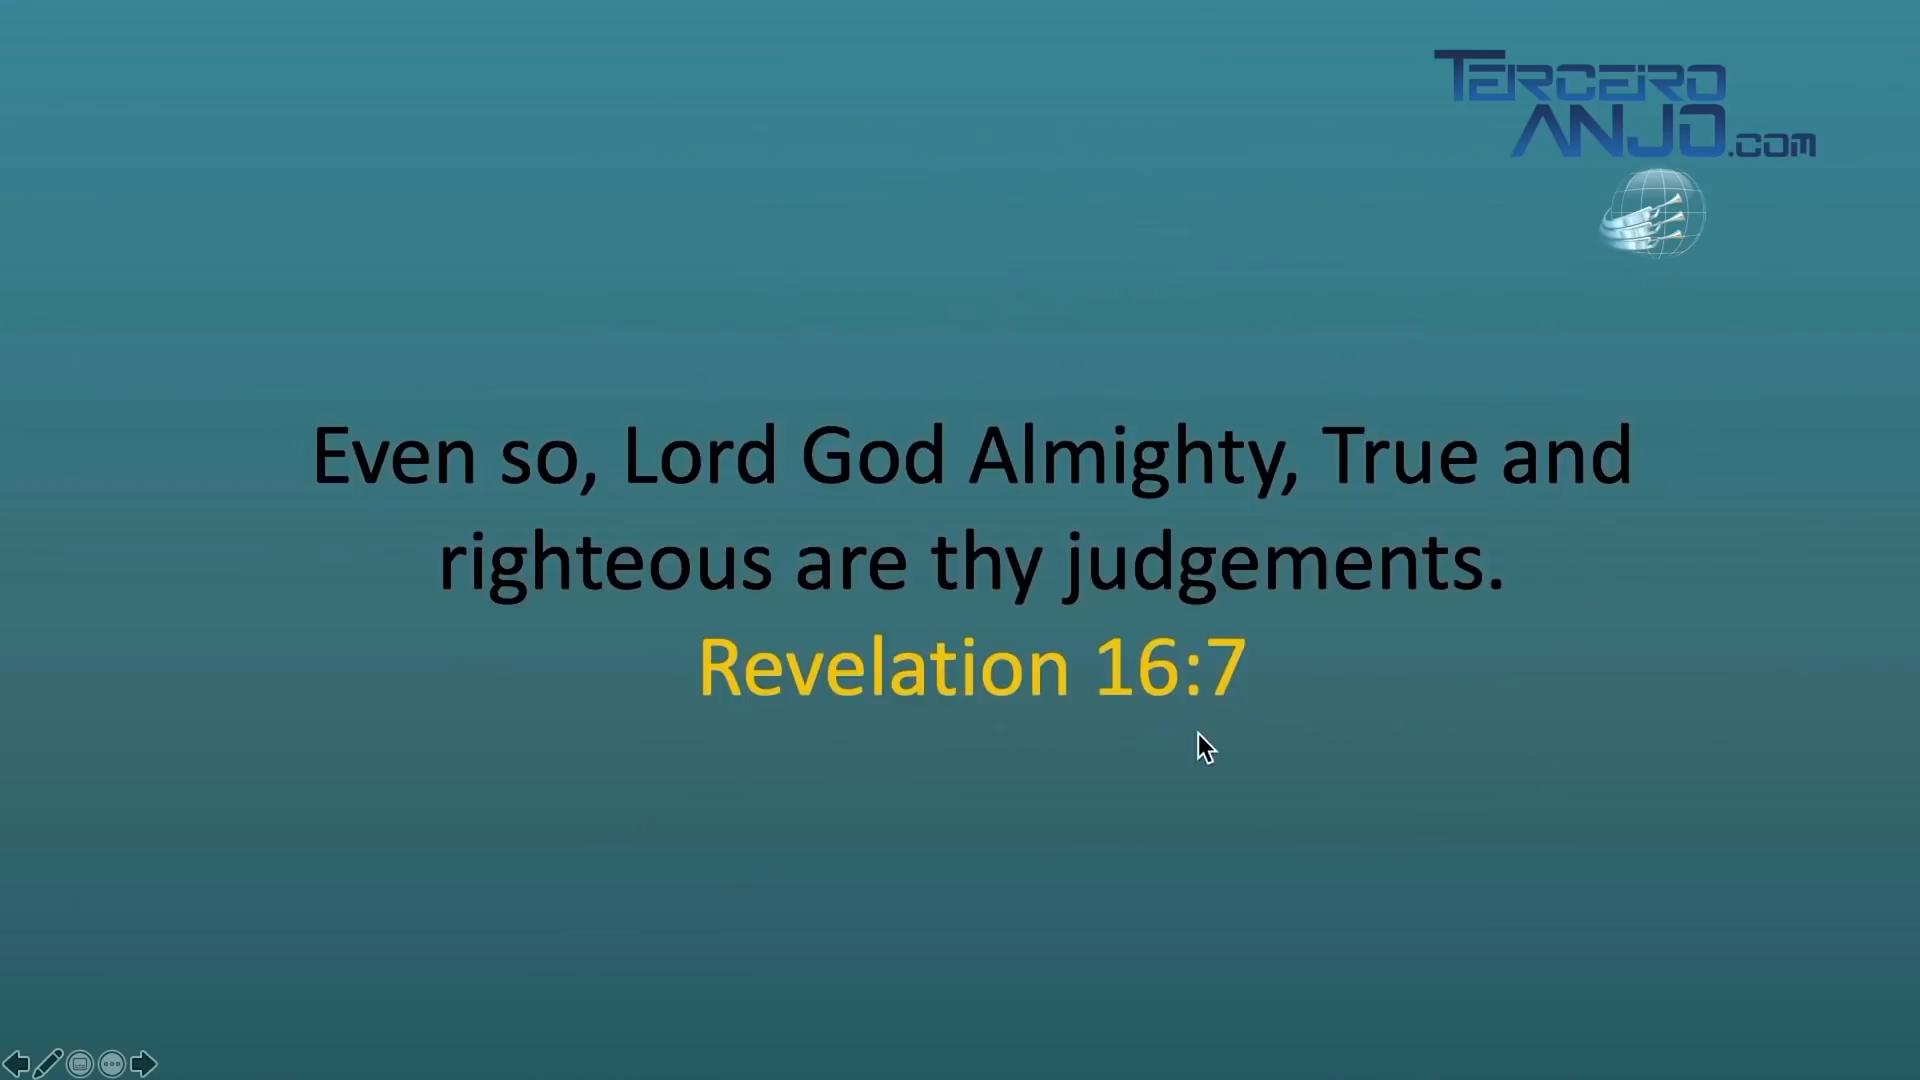 TERCEIRO
ANJO.COM
Even so, Lord God Almighty, True and
righteous are thy judgements.
Revelation 16:7